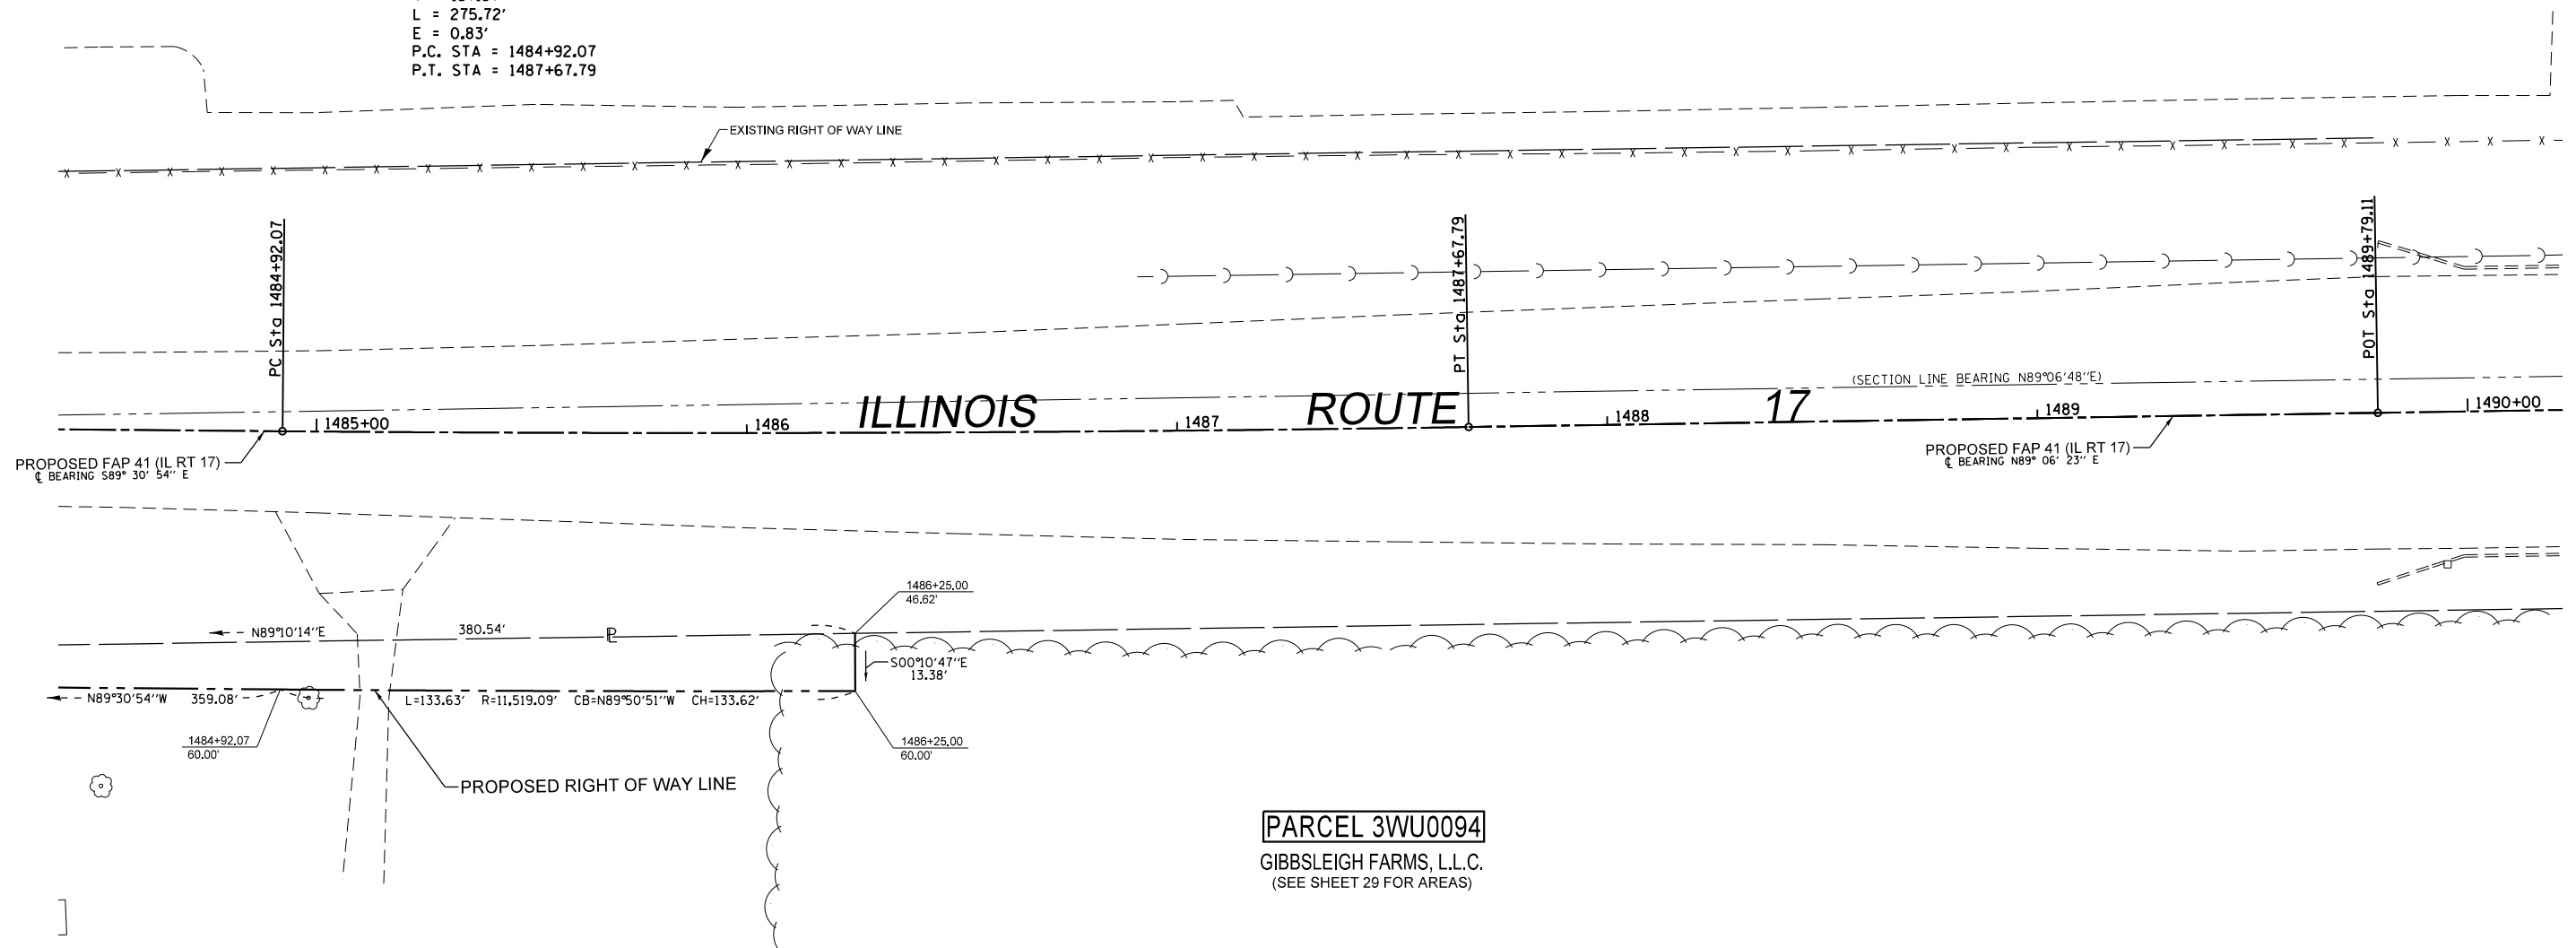 L = 275.72'
E = 0.83'
P.C. STA = 1484+92.07
P.T. STA = 1487+67.79
EXISTING RIGHT OF WAY LINE
PC Sta 1484+92.07
PT Sta 1487+67.79
POT Sta 1489+79.11
(SECTION LINE BEARING N89°06'48"E)
1485+00
1486
ILLINOIS
1487
ROUTE
1488
17
1489
1490+00
PROPOSED FAP 41 (IL RT 17)
℄ BEARING S89° 30' 54" E
PROPOSED FAP 41 (IL RT 17)
℄ BEARING N89° 06' 23" E
1486+25.00
46.62'
N89°10'14"E
380.54'
PL
S00°10'47"E
13.38'
N89°30'54"W 359.08'
L=133.63' R=11,519.09' CB=N89°50'51"W CH=133.62'
1484+92.07
60.00'
1486+25.00
60.00'
PROPOSED RIGHT OF WAY LINE
PARCEL 3WU0094
GIBBSLEIGH FARMS, L.L.C.
(SEE SHEET 29 FOR AREAS)